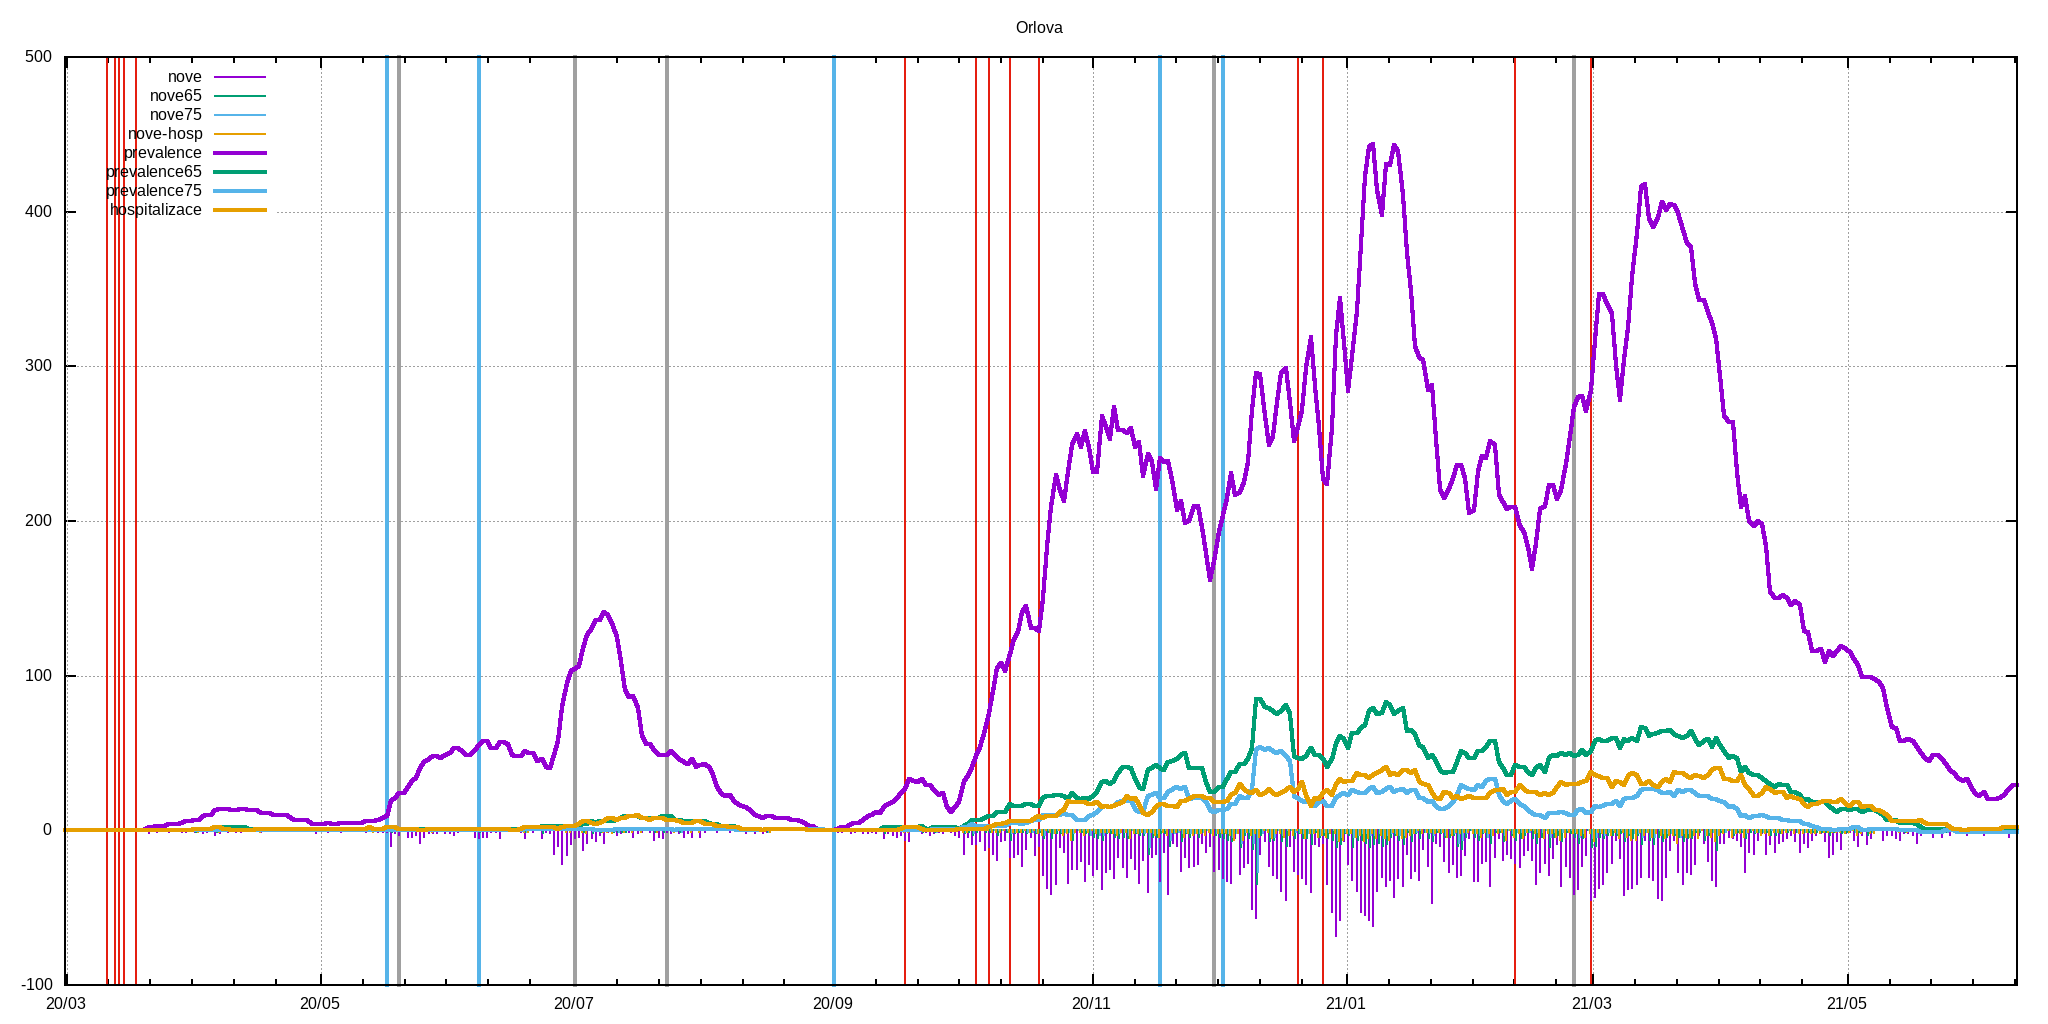 Orlova
500
nove
nove65
nove75
nove-hosp
prevalence
prevalence65
prevalence75
hospitalizace
400
300
200
100
0
-100
20/03
20/05
20/07
20/09
20/11
21/01
21/03
21/05